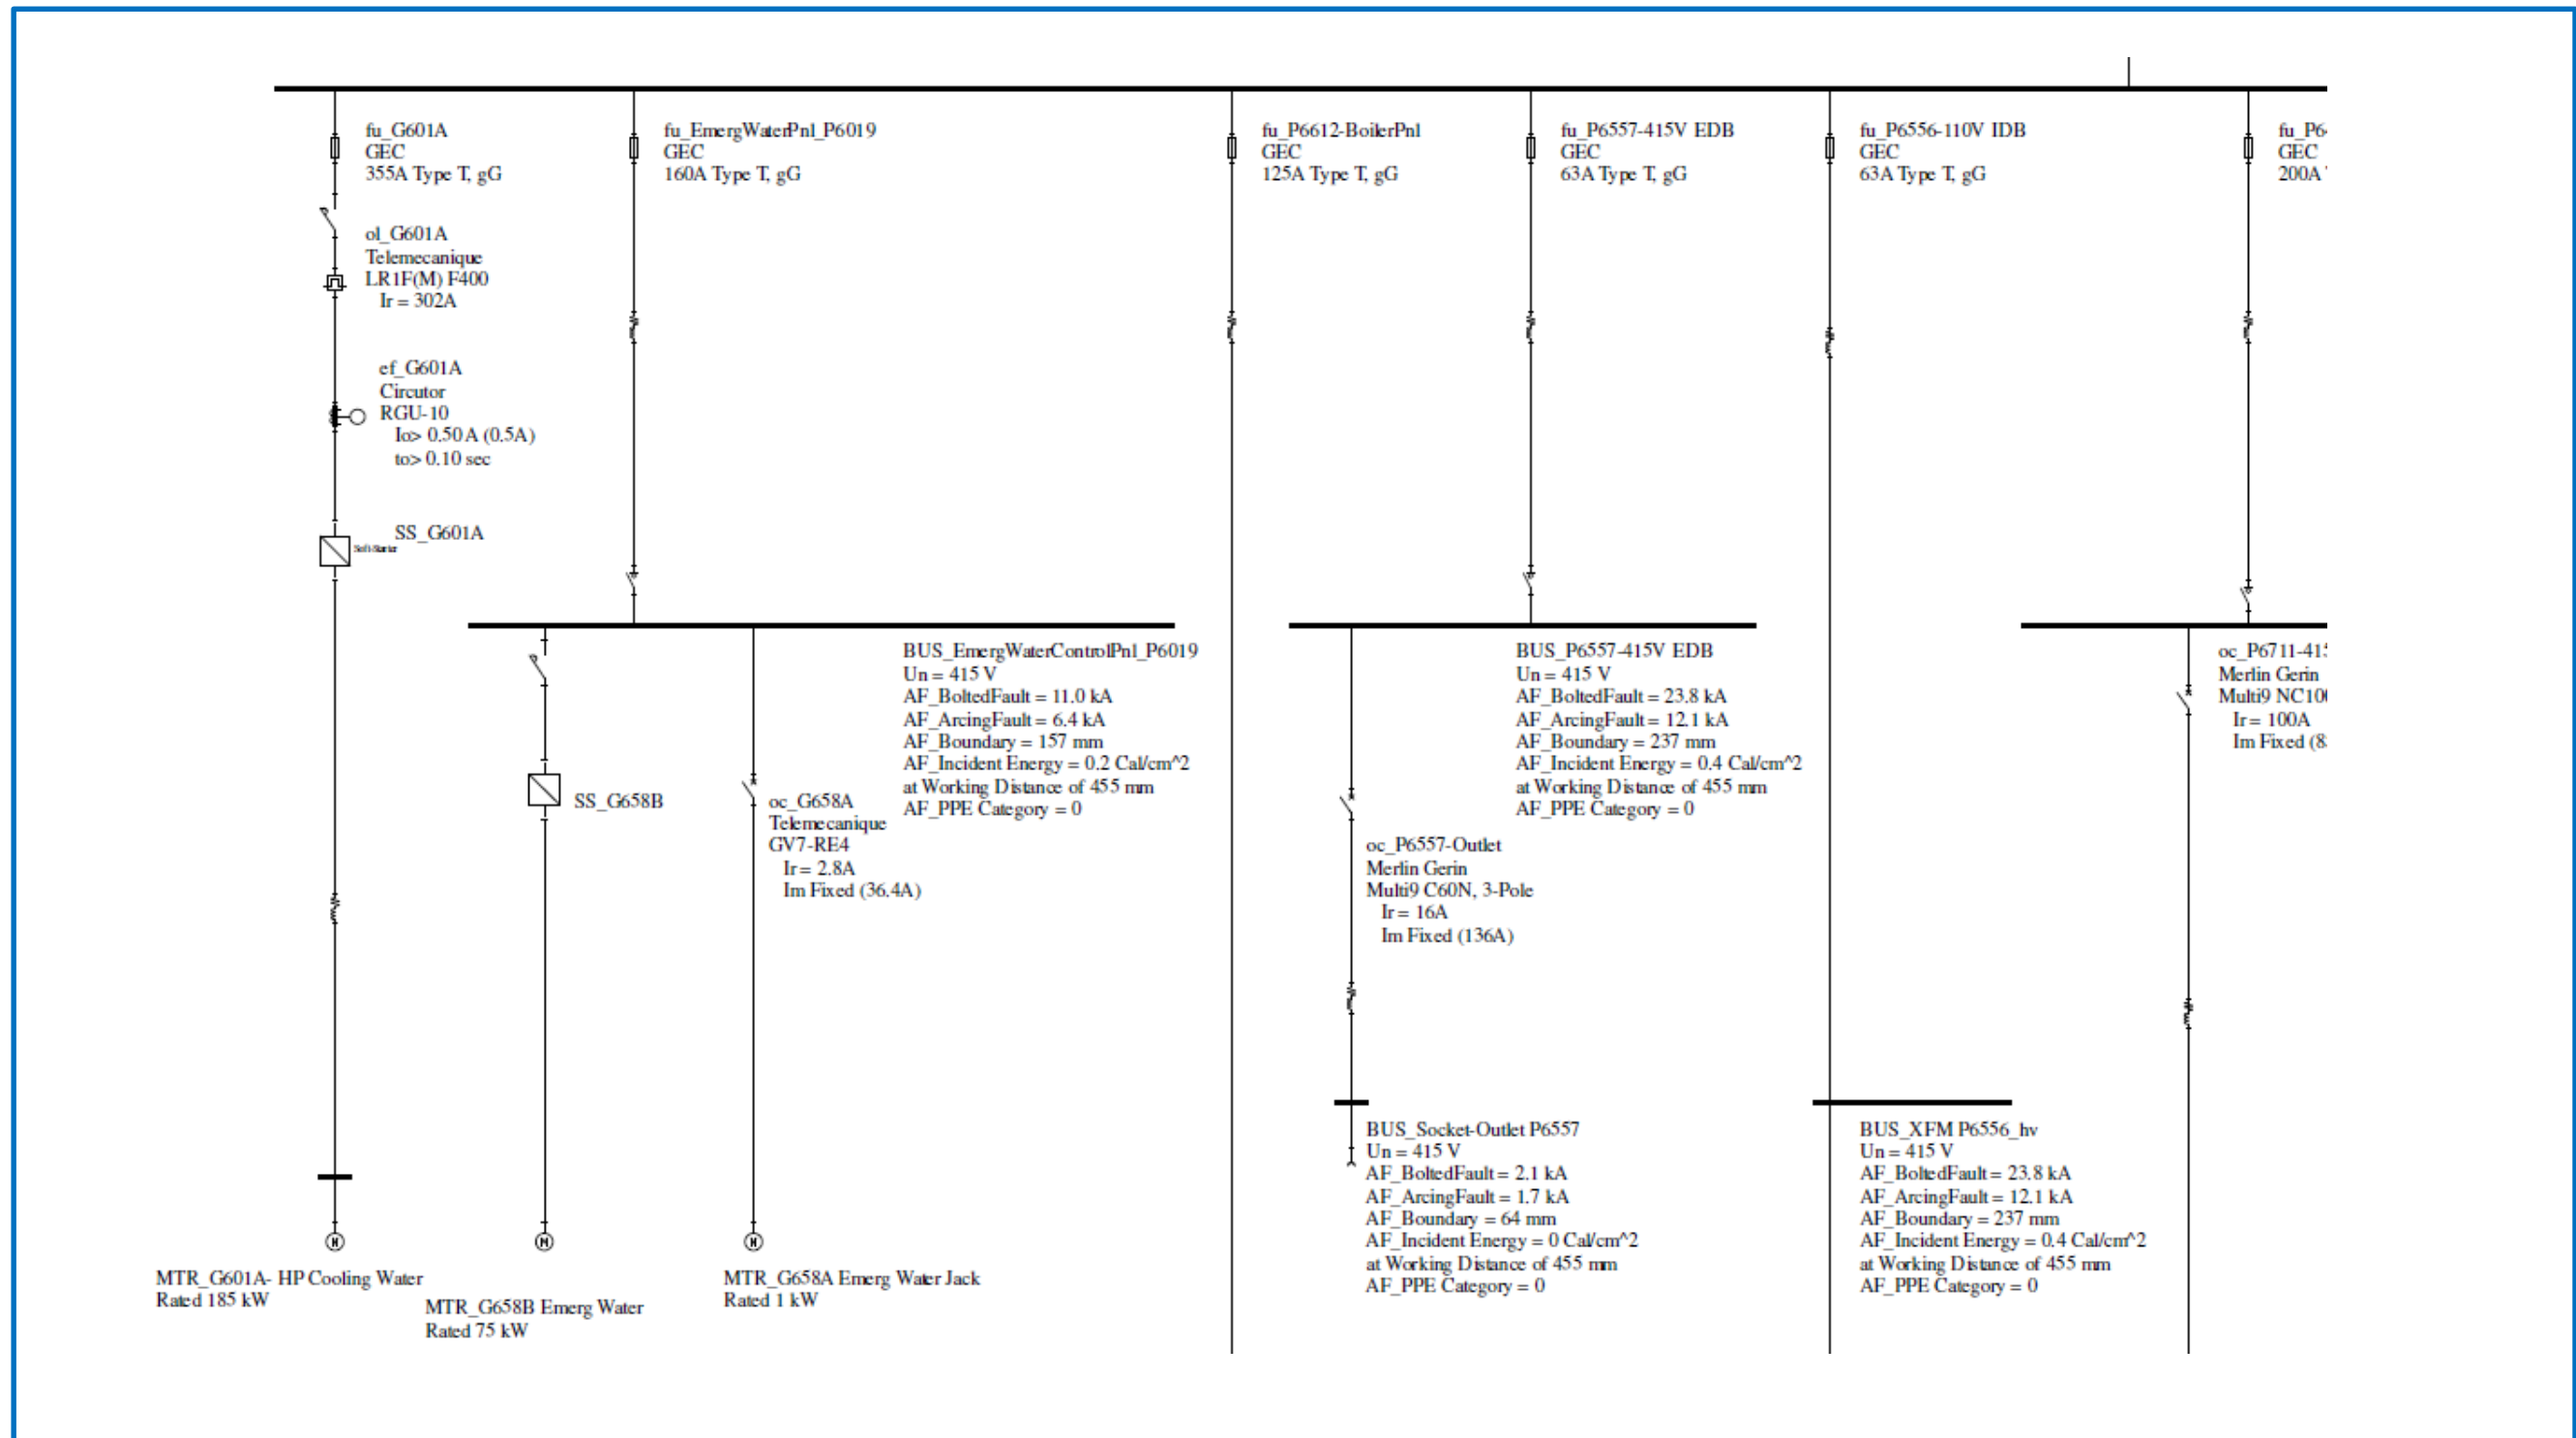 fu_G601A
GEC
355A Type T, gG
fu_EmergWaterPnl_P6019
GEC
160A Type T, gG
fu_P6612-BoilerPnl
GEC
125A Type T, gG
fu_P6557-415V EDB
GEC
63A Type T, gG
fu_P6556-110V IDB
GEC
63A Type T, gG
fu_P6
GEC
200A
ol_G601A
Telemecanique
LR1F(M) F400
Ir = 302A
ef_G601A
Circutor
RGU-10
Io> 0.50A (0.5A)
to> 0.10 sec
SS_G601A
Soft-Starter
BUS_EmergWaterControlPnl_P6019
Un = 415 V
AF_BoltedFault = 11.0 kA
AF_ArcingFault = 6.4 kA
AF_Boundary = 157 mm
AF_Incident Energy = 0.2 Cal/cm^2
at Working Distance of 455 mm
AF_PPE Category = 0
SS_G658B
oc_G658A
Telemecanique
GV7-RE4
Ir = 2.8A
Im Fixed (36.4A)
BUS_P6557-415V EDB
Un = 415 V
AF_BoltedFault = 23.8 kA
AF_ArcingFault = 12.1 kA
AF_Boundary = 237 mm
AF_Incident Energy = 0.4 Cal/cm^2
at Working Distance of 455 mm
AF_PPE Category = 0
oc_P6557-Outlet
Merlin Gerin
Multi9 C60N, 3-Pole
Ir = 16A
Im Fixed (136A)
oc_P6711-415
Merlin Gerin
Multi9 NC10
Ir = 100A
Im Fixed (8
BUS_Socket-Outlet P6557
Un = 415 V
AF_BoltedFault = 2.1 kA
AF_ArcingFault = 1.7 kA
AF_Boundary = 64 mm
AF_Incident Energy = 0 Cal/cm^2
at Working Distance of 455 mm
AF_PPE Category = 0
BUS_XFM P6556_hv
Un = 415 V
AF_BoltedFault = 23.8 kA
AF_ArcingFault = 12.1 kA
AF_Boundary = 237 mm
AF_Incident Energy = 0.4 Cal/cm^2
at Working Distance of 455 mm
AF_PPE Category = 0
MTR_G601A- HP Cooling Water
Rated 185 kW
MTR_G658B Emerg Water
Rated 75 kW
MTR_G658A Emerg Water Jack
Rated 1 kW